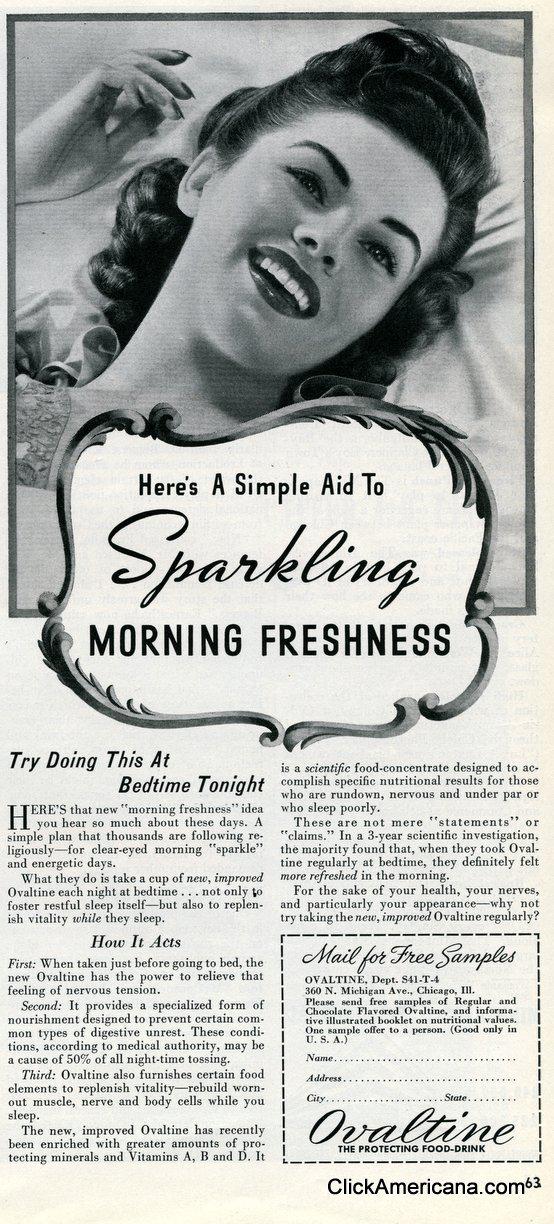 Here's A Simple Aid To
Sparkling
MORNING FRESHNESS
Try Doing This At
Bedtime Tonight
HERE'S that new "morning freshness" idea
you hear so much about these days. A
simple plan that thousands are following re-
ligiously—for clear-eyed morning "sparkle"
and energetic days.
What they do is take a cup of new, improved
Ovaltine each night at bedtime . . . not only to
foster restful sleep itself—but also to replen-
ish vitality while they sleep.
How It Acts
First: When taken just before going to bed, the
new Ovaltine has the power to relieve that
feeling of nervous tension.
Second: It provides a specialized form of
nourishment designed to prevent certain com-
mon types of digestive unrest. These condi-
tions, according to medical authority, may be
a cause of 50% of all night-time tossing.
Third: Ovaltine also furnishes certain food
elements to replenish vitality—rebuild worn-
out muscle, nerve and body cells while you
sleep.
The new, improved Ovaltine has recently
been enriched with greater amounts of pro-
tecting minerals and Vitamins A, B and D. It
is a scientific food-concentrate designed to ac-
complish specific nutritional results for those
who are rundown, nervous and under par or
who sleep poorly.
These are not mere "statements" or
"claims." In a 3-year scientific investigation,
the majority found that, when they took Oval-
tine regularly at bedtime, they definitely felt
more refreshed in the morning.
For the sake of your health, your nerves,
and particularly your appearance—why not
try taking the new, improved Ovaltine regularly?
Mail for Free Samples
OVALTINE, Dept. S41-T-4
360 N. Michigan Ave., Chicago, Ill.
Please send free samples of Regular and
Chocolate Flavored Ovaltine, and informa-
tive illustrated booklet on nutritional values.
One sample offer to a person. (Good only in
U. S. A.)
Name
Address
City State
Ovaltine
THE PROTECTING FOOD-DRINK
63
ClickAmericana.com